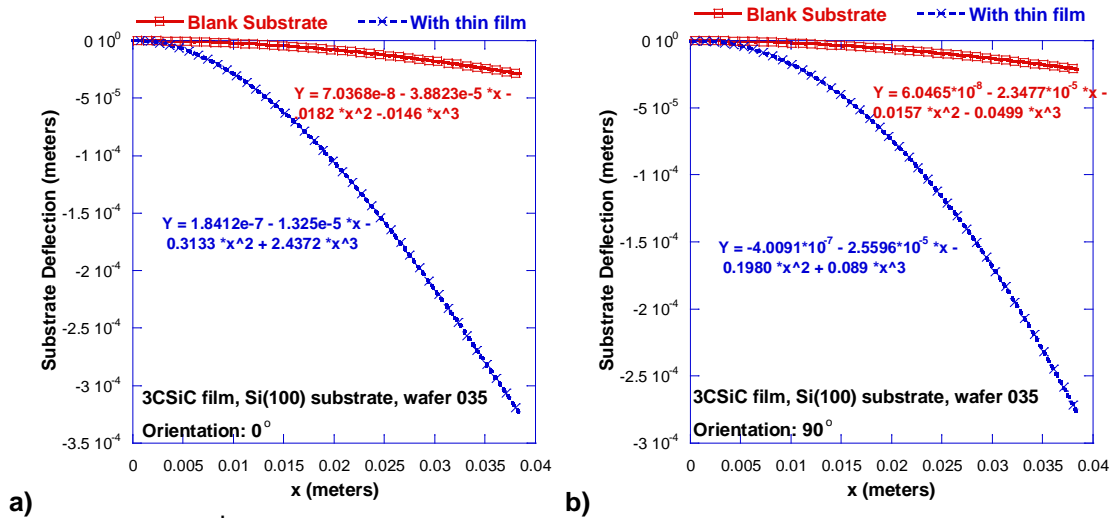 Blank Substrate With thin film
0 10⁰
-5 10⁻⁵
-1 10⁻⁴
-1.5 10⁻⁴
-2 10⁻⁴
-2.5 10⁻⁴
-3 10⁻⁴
-3.5 10⁻⁴
Substrate Deflection (meters)
Y = 7.0368e-8 - 3.8823e-5 *x -
.0182 *x^2 -.0146 *x^3
Y = 1.8412e-7 - 1.325e-5 *x -
0.3133 *x^2 + 2.4372 *x^3
3CSiC film, Si(100) substrate, wafer 035
Orientation: 0°
0 0.005 0.01 0.015 0.02 0.025 0.03 0.035 0.04
x (meters)
a)
Blank Substrate With thin film
0 10⁰
-5 10⁻⁵
-1 10⁻⁴
-1.5 10⁻⁴
-2 10⁻⁴
-2.5 10⁻⁴
-3 10⁻⁴
Substrate Deflection (meters)
Y = 6.0465*10⁻⁸ - 2.3477*10⁻⁵ *x -
0.0157 *x^2 - 0.0499 *x^3
Y = -4.0091*10⁻⁷ - 2.5596*10⁻⁵ *x -
0.1980 *x^2 + 0.089 *x^3
3CSiC film, Si(100) substrate, wafer 035
Orientation: 90°
0 0.005 0.01 0.015 0.02 0.025 0.03 0.035 0.04
x (meters)
b)